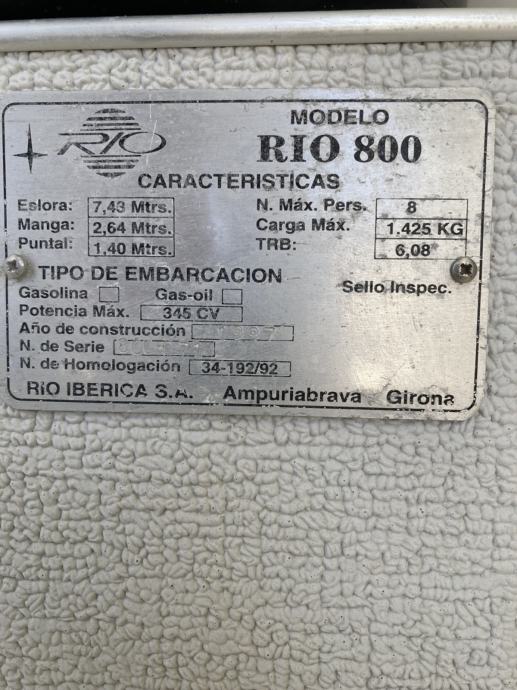 RIO
MODELO
RIO 800
CARACTERISTICAS
Eslora: 7,43 Mtrs. N. Máx. Pers. 8
Manga: 2,64 Mtrs. Carga Máx. 1.425 KG
Puntal: 1,40 Mtrs. TRB: 6,08
TIPO DE EMBARCACION
Gasolina Gas-oil Sello Inspec.
Potencia Máx. 345 CV
Año de construcción
N. de Serie
N. de Homologación 34-192/92
RIO IBERICA S.A. Ampuriabrava Girona